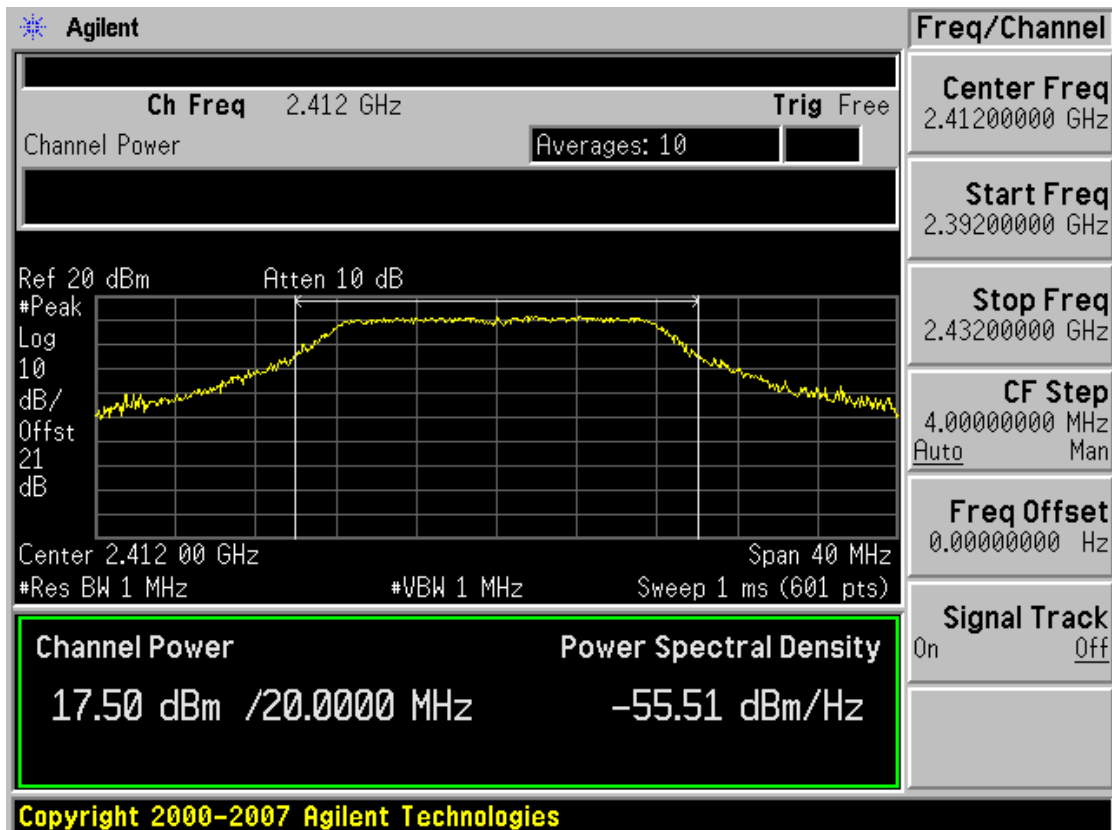 Agilent
Freq/Channel
Ch Freq 2.412 GHz Trig Free
Channel Power Averages: 10
Ref 20 dBm Atten 10 dB
#Peak
Log
10
dB/
Offst
21
dB
Center 2.412 00 GHz Span 40 MHz
#Res BW 1 MHz #VBW 1 MHz Sweep 1 ms (601 pts)
Channel Power Power Spectral Density
17.50 dBm /20.0000 MHz -55.51 dBm/Hz
Center Freq
2.41200000 GHz
Start Freq
2.39200000 GHz
Stop Freq
2.43200000 GHz
CF Step
4.00000000 MHz
Auto Man
Freq Offset
0.00000000 Hz
Signal Track
On Off
Copyright 2000-2007 Agilent Technologies